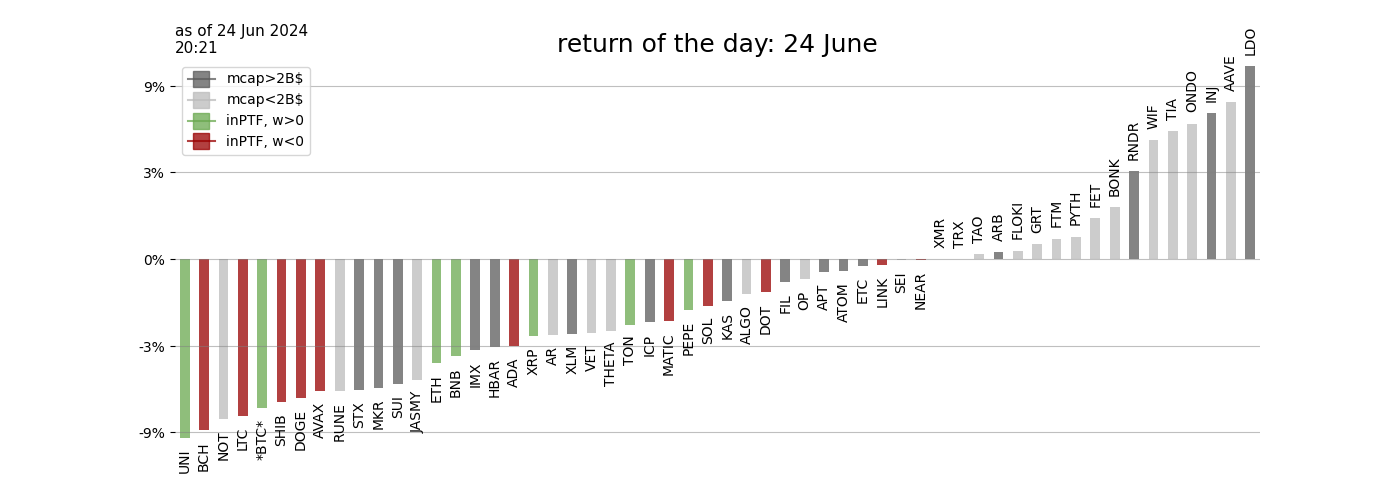 as of 24 Jun 2024
20:21
return of the day: 24 June
mcap>2B$
mcap<2B$
inPTF, w>0
inPTF, w<0
9%
3%
0%
-3%
-9%
UNI
BCH
NOT
LTC
*BTC*
SHIB
DOGE
AVAX
RUNE
STX
MKR
SUI
JASMY
ETH
BNB
IMX
HBAR
ADA
XRP
AR
XLM
VET
THETA
TON
ICP
MATIC
PEPE
SOL
KAS
ALGO
DOT
FIL
OP
APT
ATOM
ETC
LINK
SEI
NEAR
XMR
TRX
TAO
ARB
FLOKI
GRT
FTM
PYTH
FET
BONK
RNDR
WIF
TIA
ONDO
INJ
AAVE
LDO